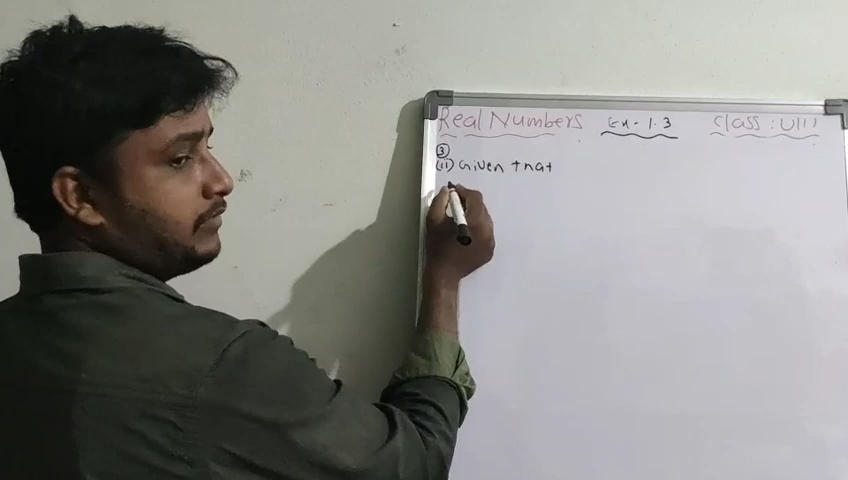 Real Numbers Ex - 1.3 Class : VIII
3
(ii) Given that